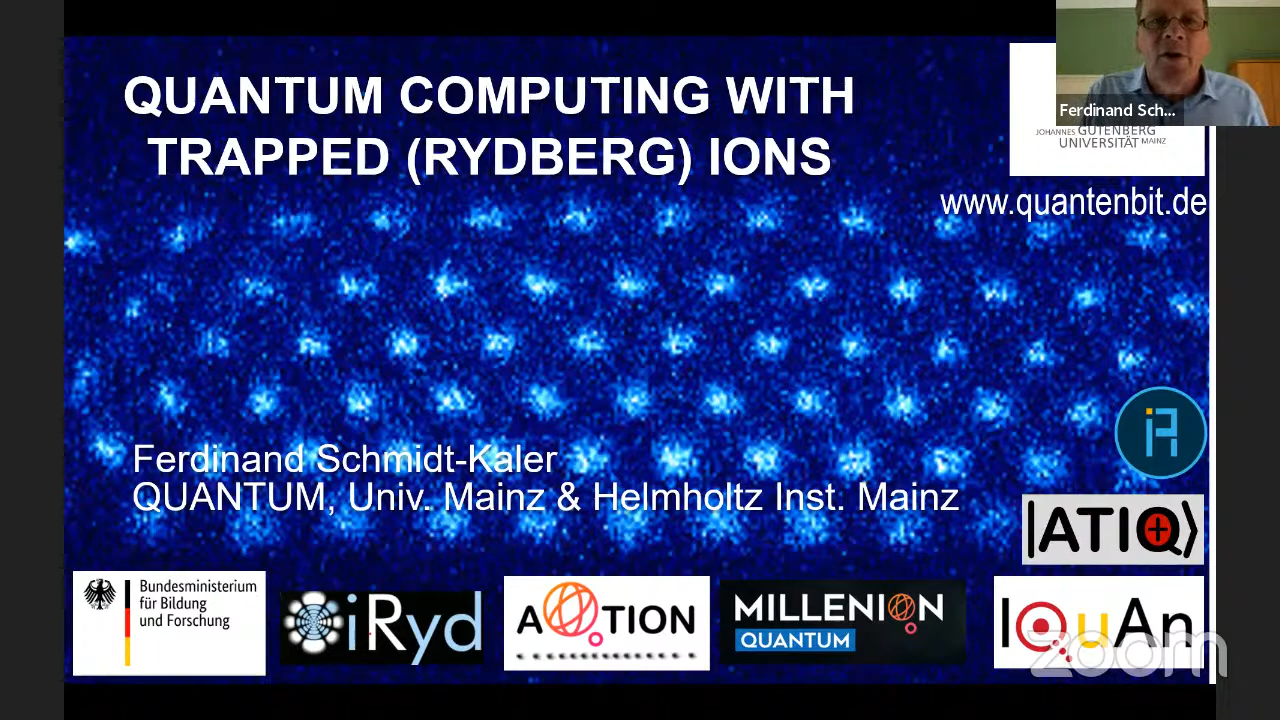 QUANTUM COMPUTING WITH
TRAPPED (RYDBERG) IONS
Ferdinand Sch...
JOHANNES GUTENBERG
UNIVERSITÄT MAINZ
www.quantenbit.de
Ferdinand Schmidt-Kaler
QUANTUM, Univ. Mainz & Helmholtz Inst. Mainz
|ATIQ⟩
Bundesministerium
für Bildung
und Forschung
iRyd
AQTION
MILLENION
QUANTUM
IQuAn
zoom